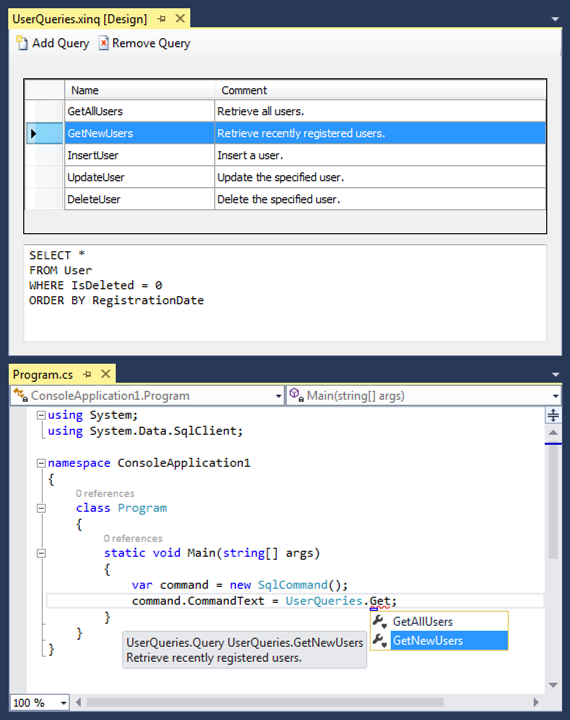 UserQueries.xinq [Design]
Add Query Remove Query
Name Comment
GetAllUsers Retrieve all users.
GetNewUsers Retrieve recently registered users.
InsertUser Insert a user.
UpdateUser Update the specified user.
DeleteUser Delete the specified user.
SELECT *
FROM User
WHERE IsDeleted = 0
ORDER BY RegistrationDate
Program.cs
ConsoleApplication1.Program Main(string[] args)
using System;
using System.Data.SqlClient;
namespace ConsoleApplication1
{
0 references
class Program
{
0 references
static void Main(string[] args)
{
var command = new SqlCommand();
command.CommandText = UserQueries.Get;
}
}
}
GetAllUsers
GetNewUsers
UserQueries.Query UserQueries.GetNewUsers
Retrieve recently registered users.
100 %